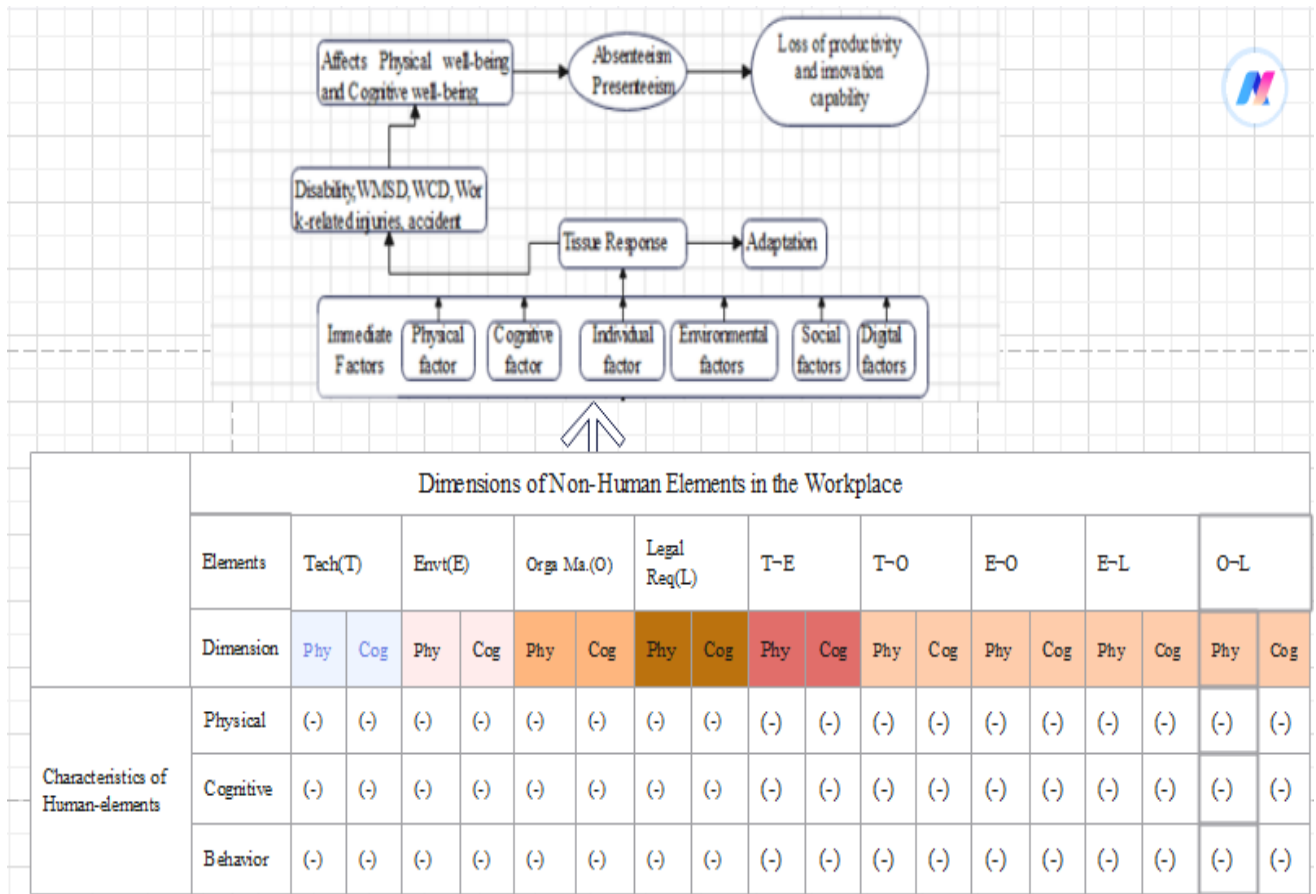 Affects Physical well-being
and Cognitive well-being
Absenteeism
Presenteeism
Loss of productivity
and innovation
capability
Disability,WMSD, WCD, Wor
k-related injuries, accident
Tissue Response
Adaptation
Immediate
Factors
Physical
factor
Cognitive
factor
Individual
factor
Environmental
factors
Social
factors
Digital
factors
Dimensions of Non-Human Elements in the Workplace
Elements Tech(T) Envt(E) Orga Ma.(O) Legal Req(L) T-E T-O E-O E-L O-L
Dimension Phy Cog Phy Cog Phy Cog Phy Cog Phy Cog Phy Cog Phy Cog Phy Cog Phy Cog
Characteristics of
Human-elements
Physical (-) (-) (-) (-) (-) (-) (-) (-) (-) (-) (-) (-) (-) (-) (-) (-) (-) (-)
Cognitive (-) (-) (-) (-) (-) (-) (-) (-) (-) (-) (-) (-) (-) (-) (-) (-) (-) (-)
Behavior (-) (-) (-) (-) (-) (-) (-) (-) (-) (-) (-) (-) (-) (-) (-) (-) (-) (-)